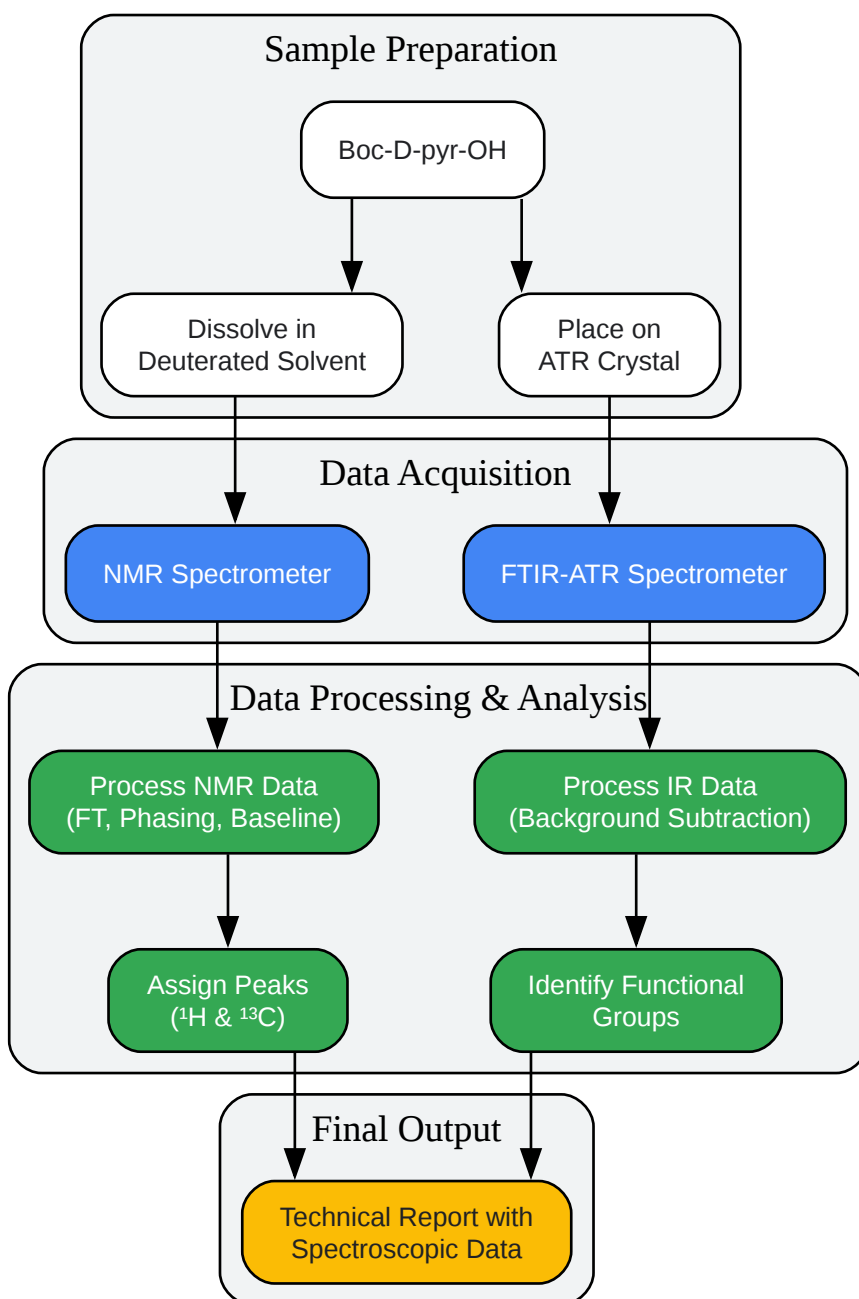 Sample Preparation
Boc-D-pyr-OH
Dissolve in
Deuterated Solvent
Place on
ATR Crystal
Data Acquisition
NMR Spectrometer
FTIR-ATR Spectrometer
Data Processing & Analysis
Process NMR Data
(FT, Phasing, Baseline)
Process IR Data
(Background Subtraction)
Assign Peaks
(¹H & ¹³C)
Identify Functional
Groups
Final Output
Technical Report with
Spectroscopic Data